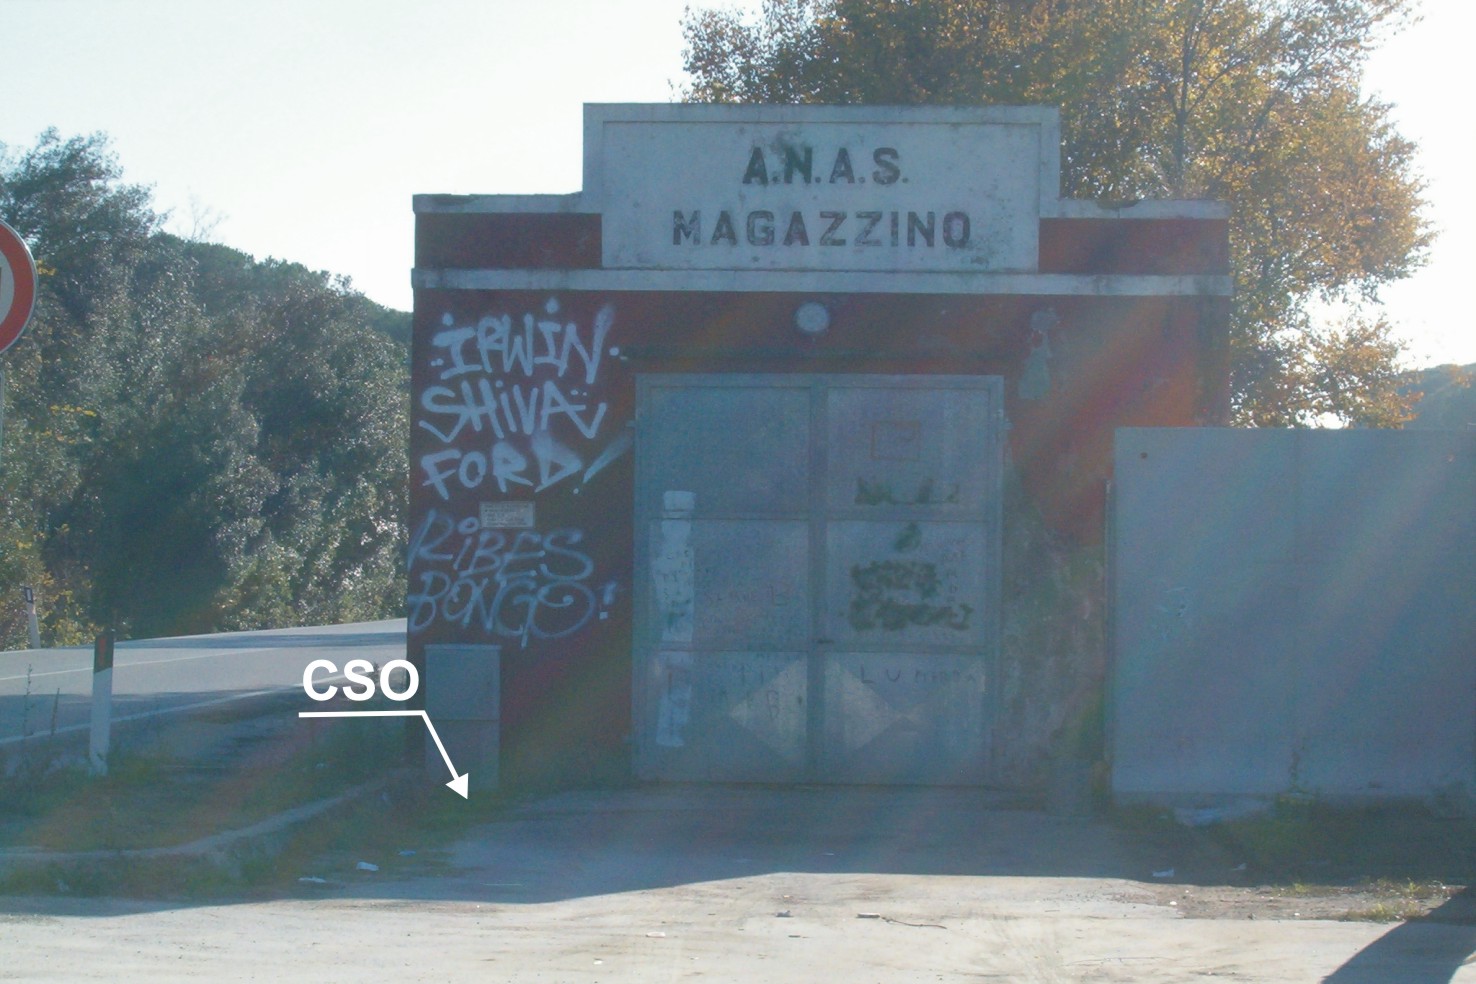 A.N.A.S.
MAGAZZINO
IRWIN
SHIVA
FORD!
RIBES
BONGO!
CSO